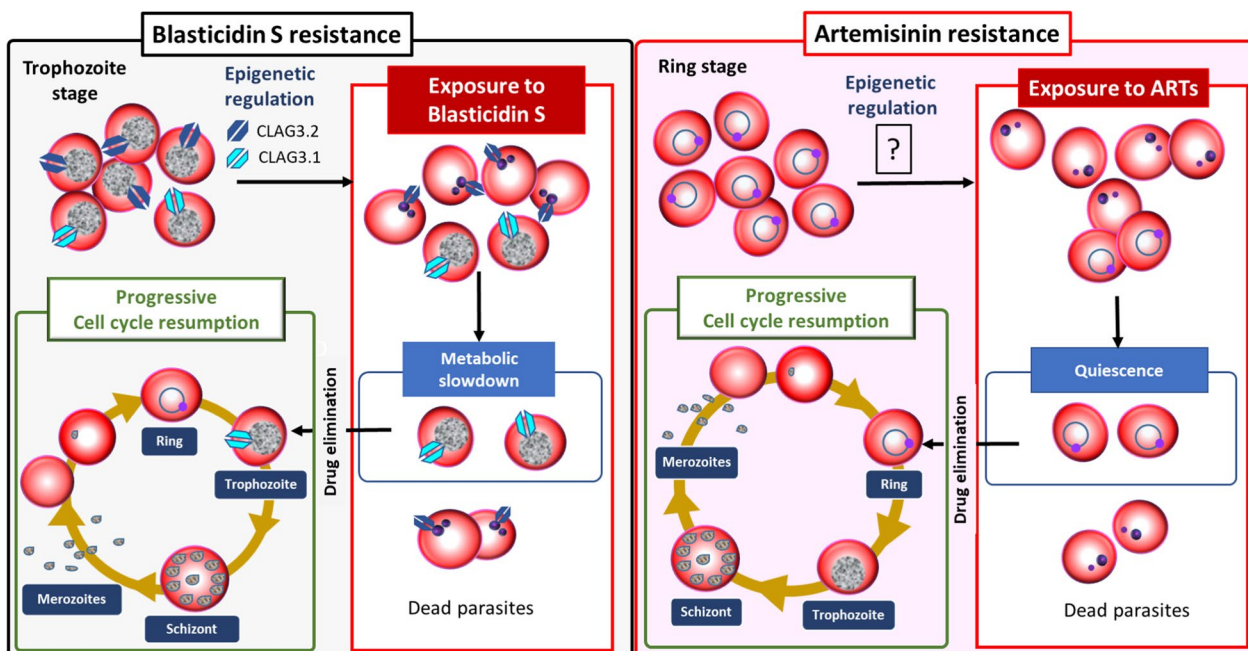 Blasticidin S resistance
Trophozoite
stage
Epigenetic
regulation
CLAG3.2
CLAG3.1
Exposure to
Blasticidin S
Metabolic
slowdown
Dead parasites
Drug elimination
Progressive
Cell cycle resumption
Ring
Trophozoite
Schizont
Merozoites
Artemisinin resistance
Ring stage
Epigenetic
regulation
?
Exposure to ARTs
Quiescence
Dead parasites
Drug elimination
Progressive
Cell cycle resumption
Merozoites
Ring
Trophozoite
Schizont